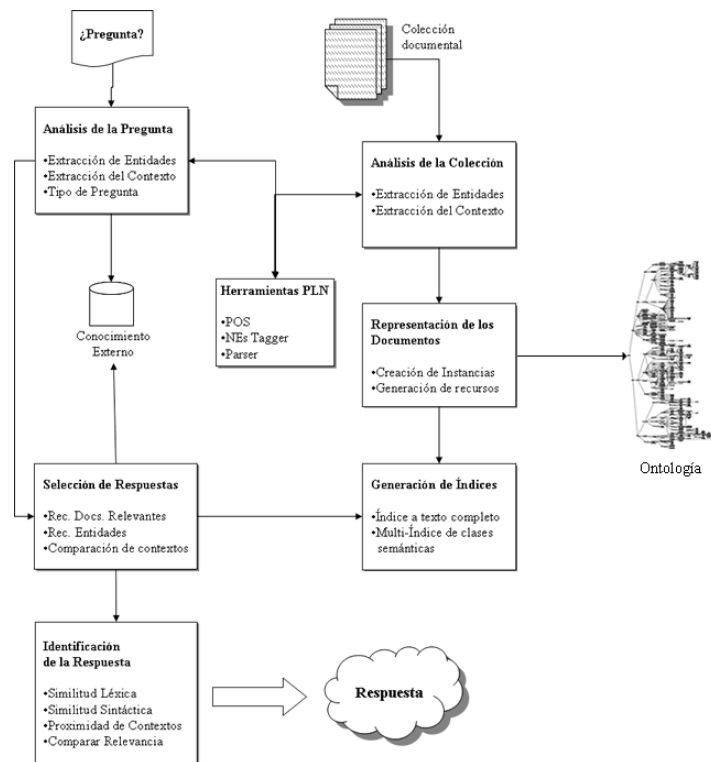 ¿Pregunta?
Colección
documental
Análisis de la Pregunta
•Extracción de Entidades
•Extracción del Contexto
•Tipo de Pregunta
Análisis de la Colección
•Extracción de Entidades
•Extracción del Contexto
Conocimiento
Externo
Herramientas PLN
•POS
•NEs Tagger
•Parser
Representación de los
Documentos
•Creación de Instancias
•Generación de recursos
Ontología
Selección de Respuestas
•Rec. Docs. Relevantes
•Rec. Entidades
•Comparación de contextos
Generación de Índices
•Índice a texto completo
•Multi-Índice de clases
semánticas
Identificación
de la Respuesta
•Similitud Léxica
•Similitud Sintáctica
•Proximidad de Contextos
•Comparar Relevancia
Respuesta